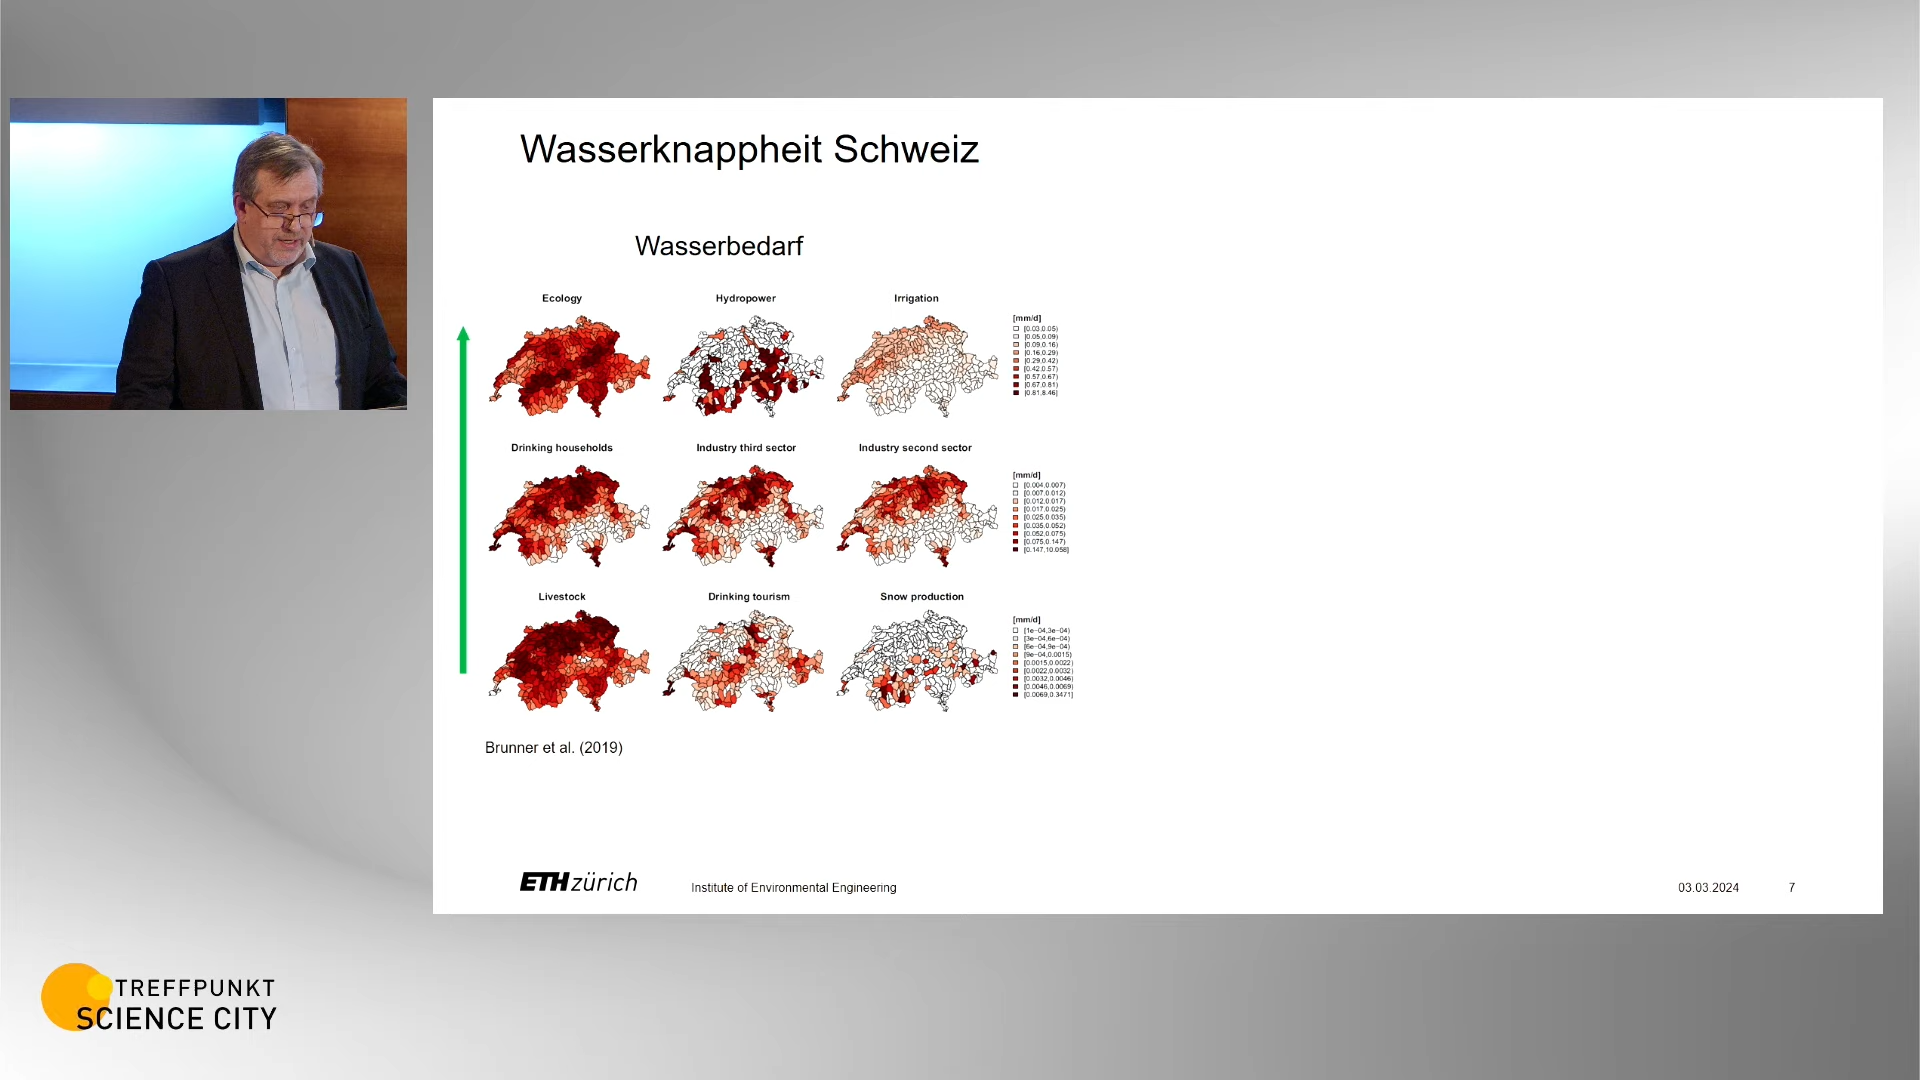 Wasserknappheit Schweiz
Wasserbedarf
Ecology
Hydropower
Irrigation
[mm/d]
[0.03,0.05)
[0.05,0.09)
[0.09,0.16)
[0.16,0.29)
[0.29,0.42)
[0.42,0.57)
[0.57,0.67)
[0.67,0.81)
[0.81,8.46]
Drinking households
Industry third sector
Industry second sector
[mm/d]
[0.004,0.007)
[0.007,0.012)
[0.012,0.017)
[0.017,0.025)
[0.025,0.035)
[0.035,0.052)
[0.052,0.075)
[0.075,0.147)
[0.147,10.058]
Livestock
Drinking tourism
Snow production
[mm/d]
[1e−04,3e−04)
[3e−04,6e−04)
[6e−04,9e−04)
[9e−04,0.0015)
[0.0015,0.0022)
[0.0022,0.0032)
[0.0032,0.0046)
[0.0046,0.0069)
[0.0069,0.3471]
Brunner et al. (2019)
ETH zürich
Institute of Environmental Engineering
03.03.2024
7
TREFFPUNKT
SCIENCE CITY